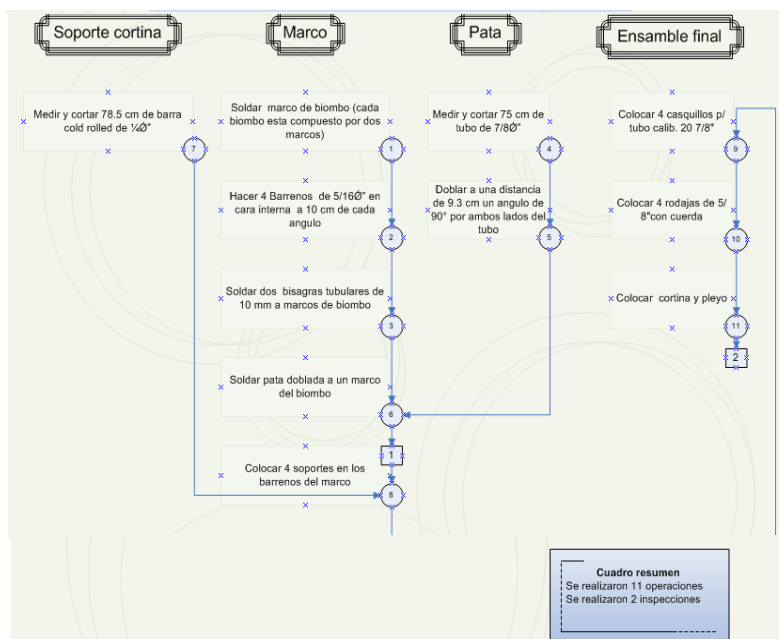 Soporte cortina
Marco
Pata
Ensamble final
Medir y cortar 78.5 cm de barra
cold rolled de ¼Ø"
7
Soldar marco de biombo (cada
biombo esta compuesto por dos
marcos)
1
Medir y cortar 75 cm de
tubo de 7/8Ø"
4
Colocar 4 casquillos p/
tubo calib. 20 7/8"
9
Hacer 4 Barrenos de 5/16Ø" en
cara interna a 10 cm de cada
angulo
2
Doblar a una distancia
de 9.3 cm un angulo de
90° por ambos lados del
tubo
5
Colocar 4 rodajas de 5/
8"con cuerda
10
Soldar dos bisagras tubulares de
10 mm a marcos de biombo
3
Colocar cortina y pleyo
11
2
Soldar pata doblada a un marco
del biombo
6
1
Colocar 4 soportes en los
barrenos del marco
8
Cuadro resumen
Se realizaron 11 operaciones
Se realizaron 2 inspecciones